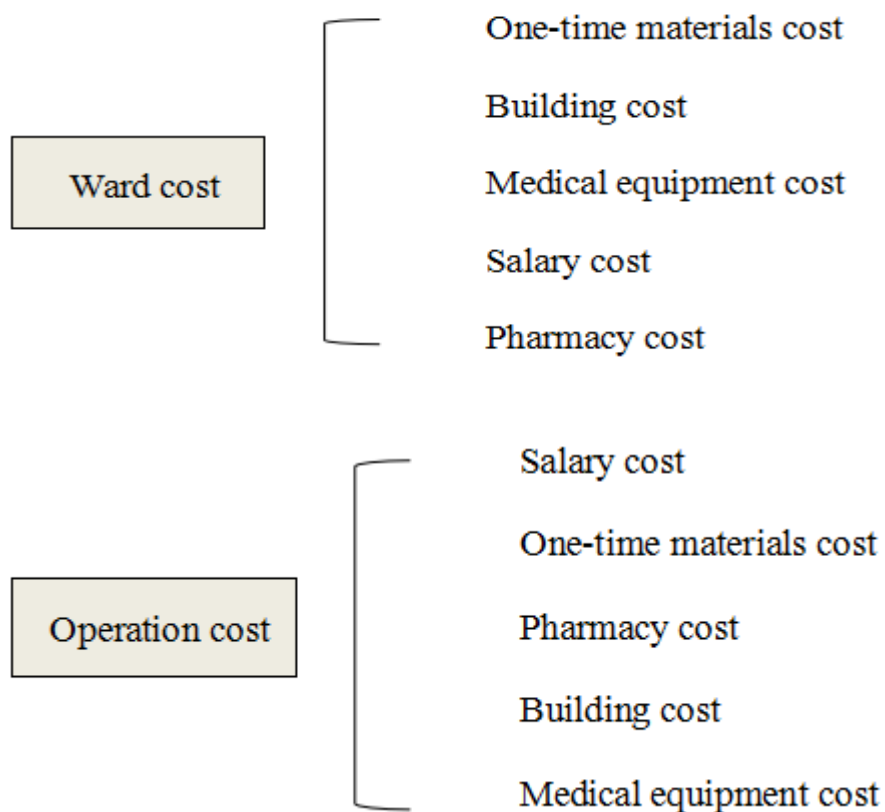 Ward cost
One-time materials cost
Building cost
Medical equipment cost
Salary cost
Pharmacy cost
Operation cost
Salary cost
One-time materials cost
Pharmacy cost
Building cost
Medical equipment cost